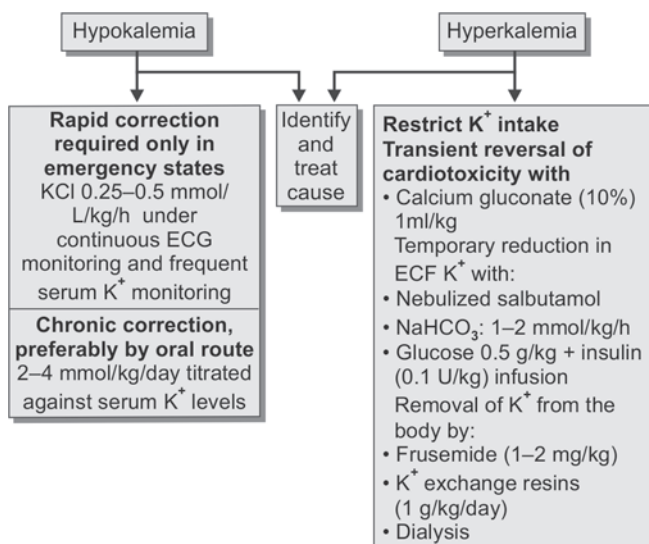 Hypokalemia
Hyperkalemia
Rapid correction
required only in
emergency states
KCl 0.25–0.5 mmol/
L/kg/h under
continuous ECG
monitoring and frequent
serum K⁺ monitoring
Chronic correction,
preferably by oral route
2–4 mmol/kg/day titrated
against serum K⁺ levels
Identify
and
treat
cause
Restrict K⁺ intake
Transient reversal of
cardiotoxicity with
• Calcium gluconate (10%)
1ml/kg
Temporary reduction in
ECF K⁺ with:
• Nebulized salbutamol
• NaHCO₃: 1–2 mmol/kg/h
• Glucose 0.5 g/kg + insulin
(0.1 U/kg) infusion
Removal of K⁺ from the
body by:
• Frusemide (1–2 mg/kg)
• K⁺ exchange resins
(1 g/kg/day)
• Dialysis